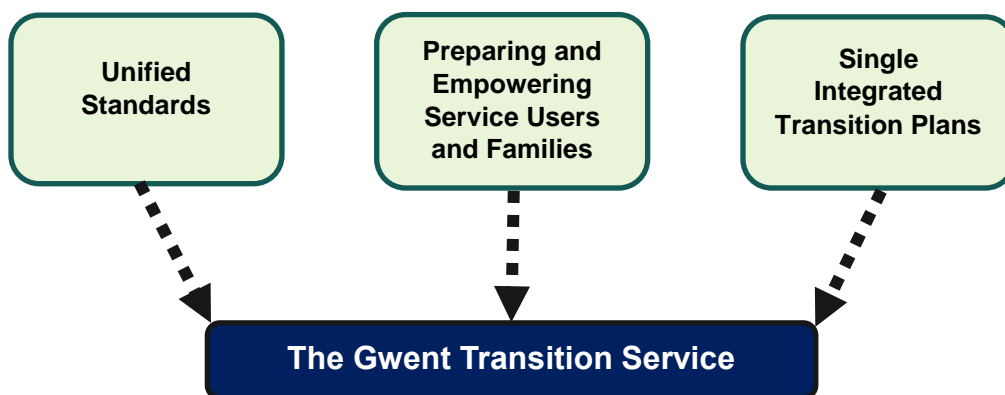 Unified
Standards
Preparing and
Empowering
Service Users
and Families
Single
Integrated
Transition Plans
The Gwent Transition Service